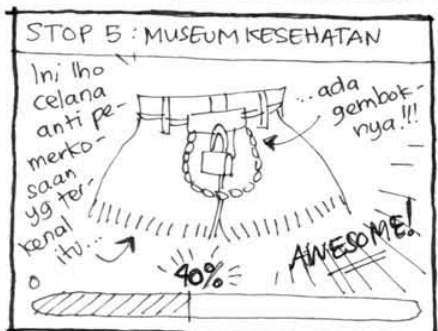 STOP 5 : MUSEUM KESEHATAN
Ini lho
celana
anti pe-
merko-
saan
yg ter-
kenal
itu...
...ada
gembok-
nya!!!
AWESOME!
40%
0